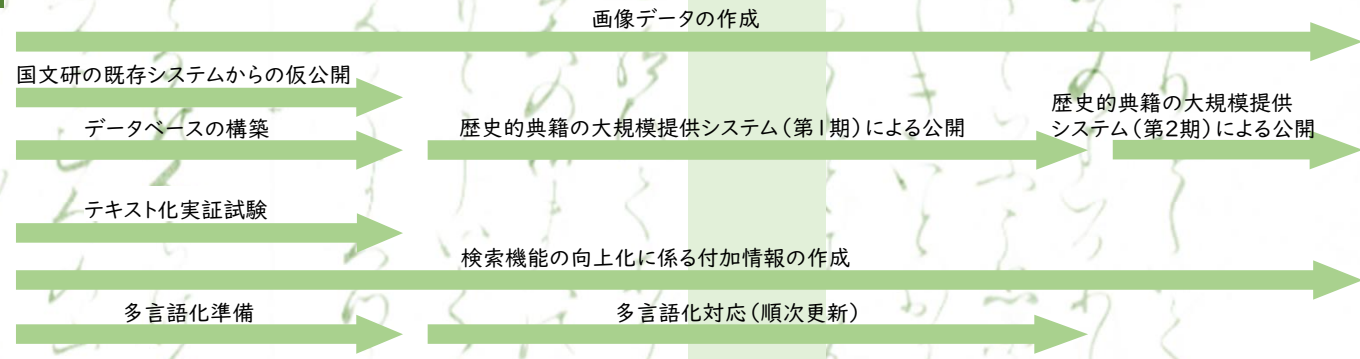 画像データの作成
国文研の既存システムからの仮公開
データベースの構築
歴史的典籍の大規模提供システム（第1期）による公開
歴史的典籍の大規模提供
システム（第2期）による公開
テキスト化実証試験
検索機能の向上化に係る付加情報の作成
多言語化準備
多言語化対応（順次更新）